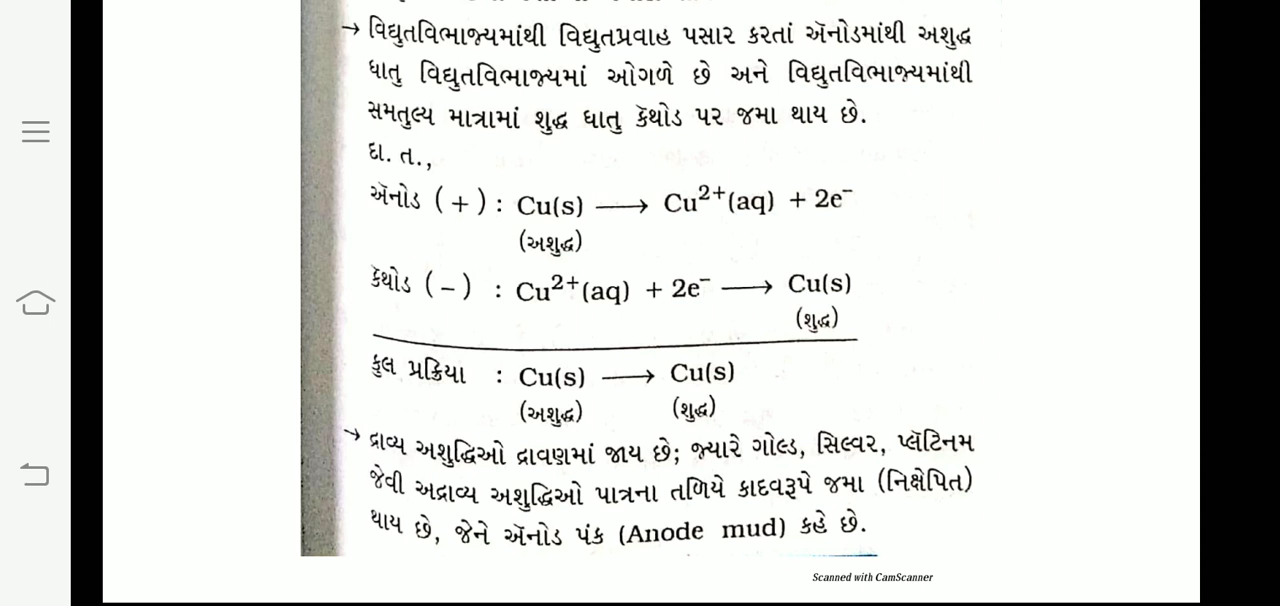 → વિદ્યુતવિભાજ્યમાંથી વિદ્યુતપ્રવાહ પસાર કરતાં ઍનોડમાંથી અશુદ્ધ
ધાતુ વિદ્યુતવિભાજ્યમાં ઓગળે છે અને વિદ્યુતવિભાજ્યમાંથી
સમતુલ્ય માત્રામાં શુદ્ધ ધાતુ કૅથોડ પર જમા થાય છે.
દા. ત.,
ઍનોડ (+) : Cu(s) ⟶ Cu²⁺(aq) + 2e⁻
(અશુદ્ધ)
કૅથોડ (−) : Cu²⁺(aq) + 2e⁻ ⟶ Cu(s)
(શુદ્ધ)
કુલ પ્રક્રિયા : Cu(s) ⟶ Cu(s)
(અશુદ્ધ) (શુદ્ધ)
→ દ્રાવ્ય અશુદ્ધિઓ દ્રાવણમાં જાય છે; જ્યારે ગોલ્ડ, સિલ્વર, પ્લૅટિનમ
જેવી અદ્રાવ્ય અશુદ્ધિઓ પાત્રના તળિયે કાદવરૂપે જમા (નિક્ષેપિત)
થાય છે, જેને ઍનોડ પંક (Anode mud) કહે છે.
Scanned with CamScanner